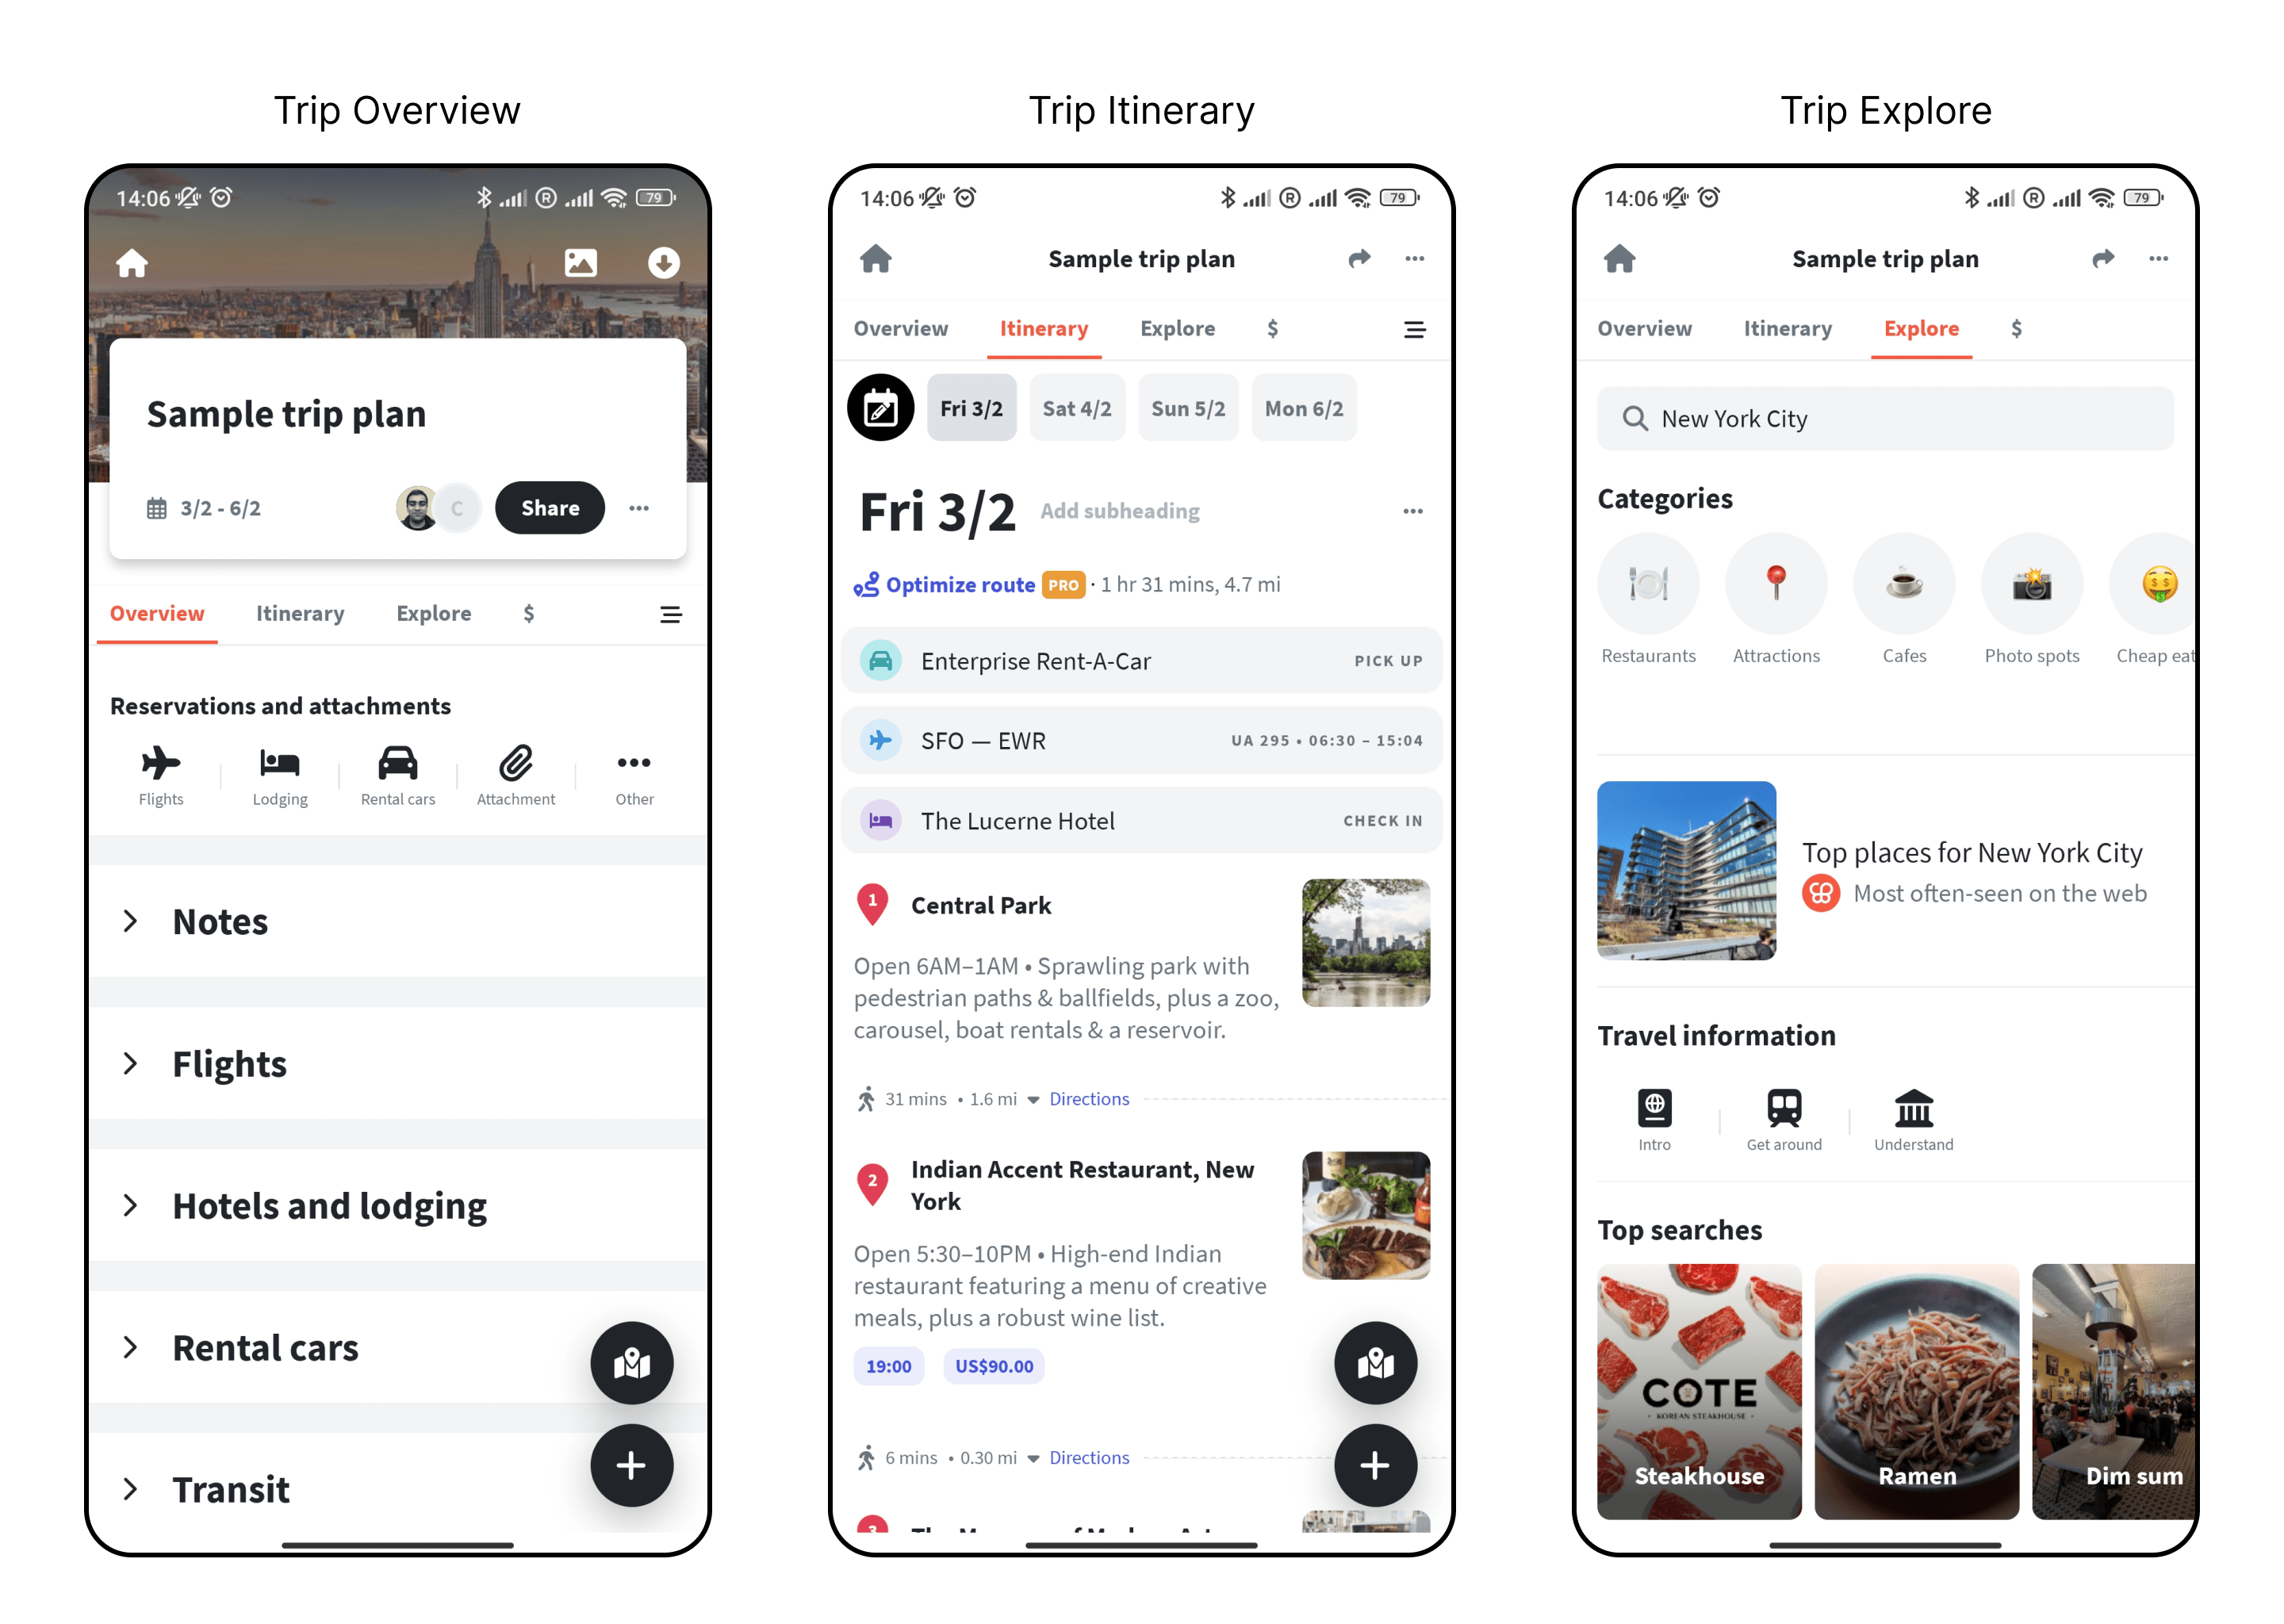 Trip Overview
14:06
79
Sample trip plan
3/2 - 6/2
C
Share
Overview
Itinerary
Explore
$
Reservations and attachments
Flights
Lodging
Rental cars
Attachment
Other
Notes
Flights
Hotels and lodging
Rental cars
Transit
Trip Itinerary
14:06
R
79
Sample trip plan
Overview
Itinerary
Explore
$
Fri 3/2
Sat 4/2
Sun 5/2
Mon 6/2
Fri 3/2
Add subheading
Optimize route PRO · 1 hr 31 mins, 4.7 mi
Enterprise Rent-A-Car
PICK UP
SFO — EWR
UA 295 • 06:30 – 15:04
The Lucerne Hotel
CHECK IN
1
Central Park
Open 6AM–1AM • Sprawling park with
pedestrian paths & ballfields, plus a zoo,
carousel, boat rentals & a reservoir.
31 mins • 1.6 mi
Directions
2
Indian Accent Restaurant, New
York
Open 5:30–10PM • High-end Indian
restaurant featuring a menu of creative
meals, plus a robust wine list.
19:00
US$90.00
6 mins • 0.30 mi
Directions
Trip Explore
14:06
R
79
Sample trip plan
Overview
Itinerary
Explore
$
New York City
Categories
Restaurants
Attractions
Cafes
Photo spots
Cheap eat
Top places for New York City
Most often-seen on the web
Travel information
Intro
Get around
Understand
Top searches
COTE
· KOREAN STEAKHOUSE ·
Steakhouse
Ramen
Dim sum